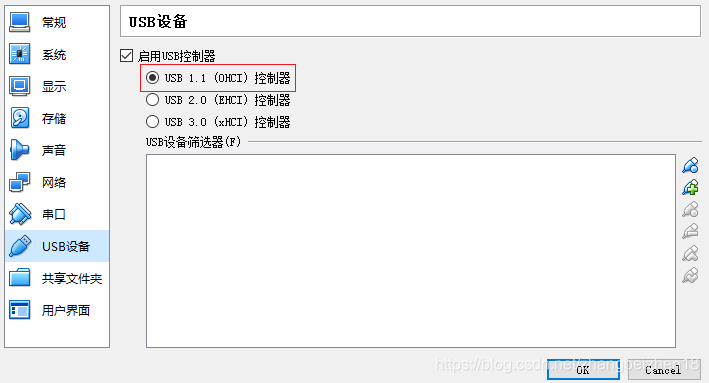 常规
系统
显示
存储
声音
网络
串口
USB设备
共享文件夹
用户界面
USB设备
启用USB控制器
USB 1.1 (OHCI) 控制器
USB 2.0 (EHCI) 控制器
USB 3.0 (xHCI) 控制器
USB设备筛选器(F)
https://blog.csdn.net/zhangpeizhen18
OK
Cancel